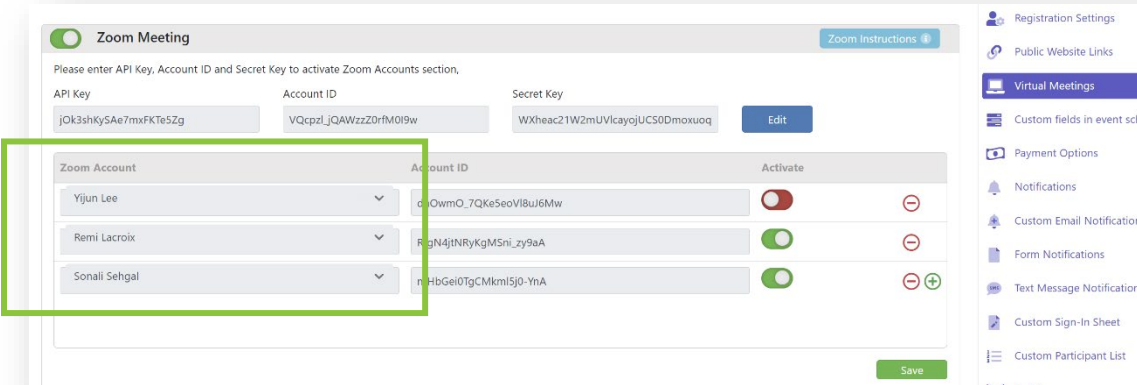 Zoom Meeting
Zoom Instructions
Please enter API Key, Account ID and Secret Key to activate Zoom Accounts section,
API Key Account ID Secret Key
jOk3shKySAe7mxFKTe5Zg VQcpzl_jQAWzzZ0rfM0I9w WXheac21W2mUVlcayojUCS0Dmoxuoq Edit
Zoom Account Account ID Activate
Yijun Lee
Remi Lacroix
Sonali Sehgal
Save
Registration Settings
Public Website Links
Virtual Meetings
Custom fields in event scl
Payment Options
Notifications
Custom Email Notification
Form Notifications
Text Message Notification
Custom Sign-In Sheet
Custom Participant List